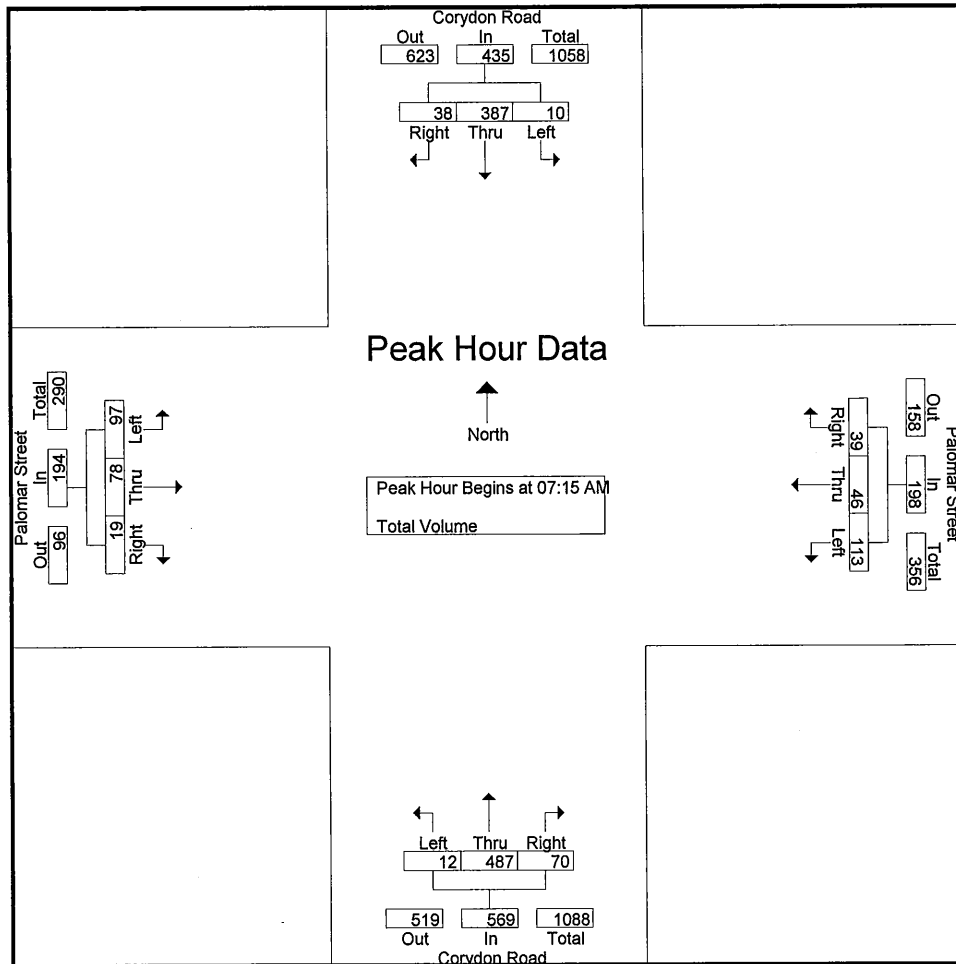 Corydon Road
Out In Total
623 435 1058
38 387 10
Right Thru Left
Peak Hour Data
North
Peak Hour Begins at 07:15 AM
Total Volume
Palomar Street
Out In Total
96 194 290
19 78 97
Right Thru Left
Palomar Street
Out In Total
158 198 356
39 46 113
Right Thru Left
Left Thru Right
12 487 70
519 569 1088
Out In Total
Corydon Road